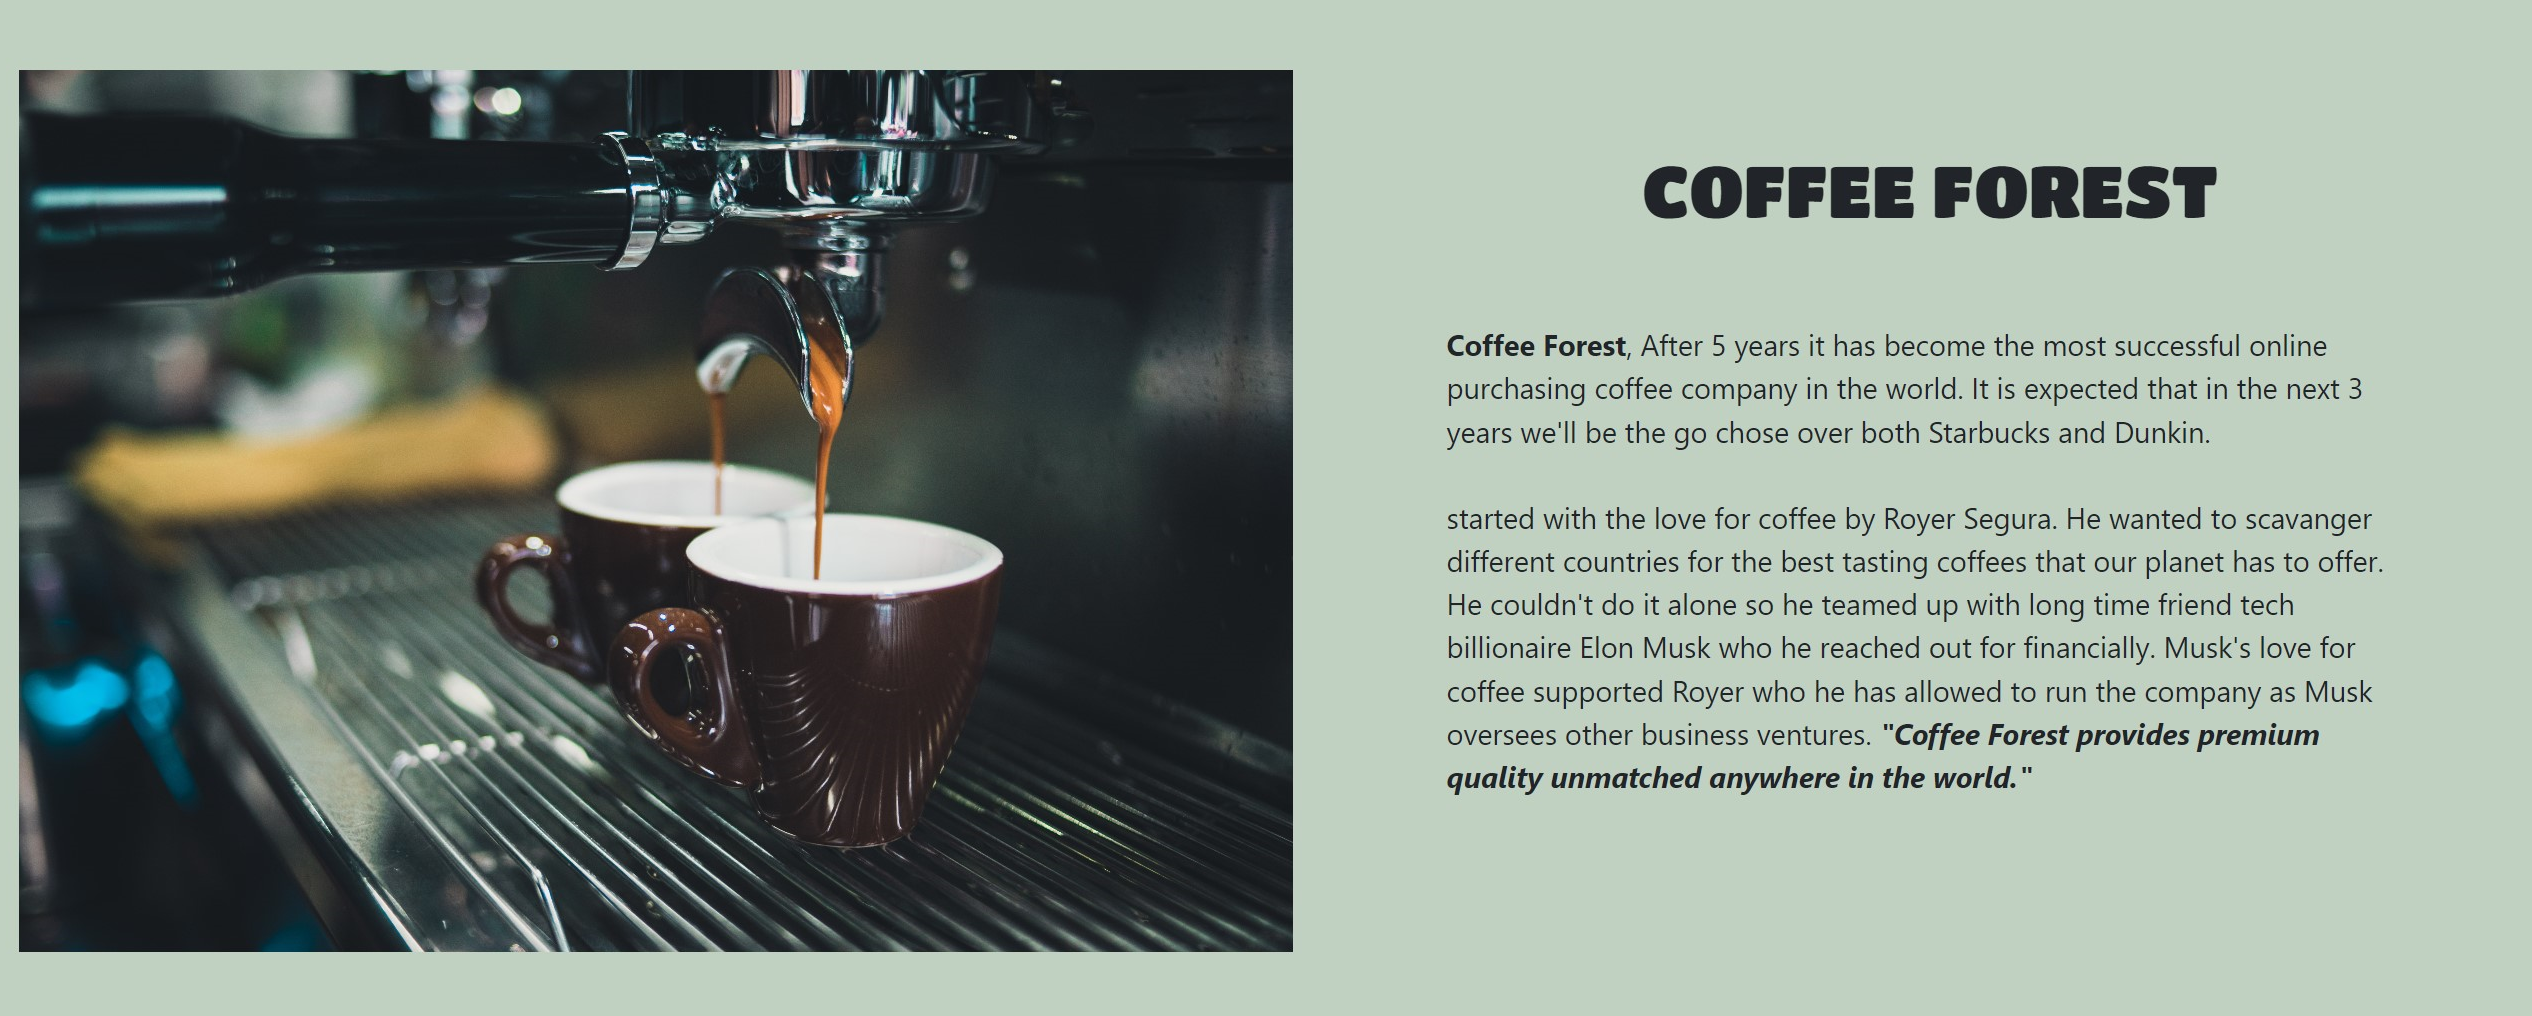 COFFEE FOREST
Coffee Forest, After 5 years it has become the most successful online
purchasing coffee company in the world. It is expected that in the next 3
years we'll be the go chose over both Starbucks and Dunkin.
started with the love for coffee by Royer Segura. He wanted to scavanger
different countries for the best tasting coffees that our planet has to offer.
He couldn't do it alone so he teamed up with long time friend tech
billionaire Elon Musk who he reached out for financially. Musk's love for
coffee supported Royer who he has allowed to run the company as Musk
oversees other business ventures. "Coffee Forest provides premium
quality unmatched anywhere in the world."